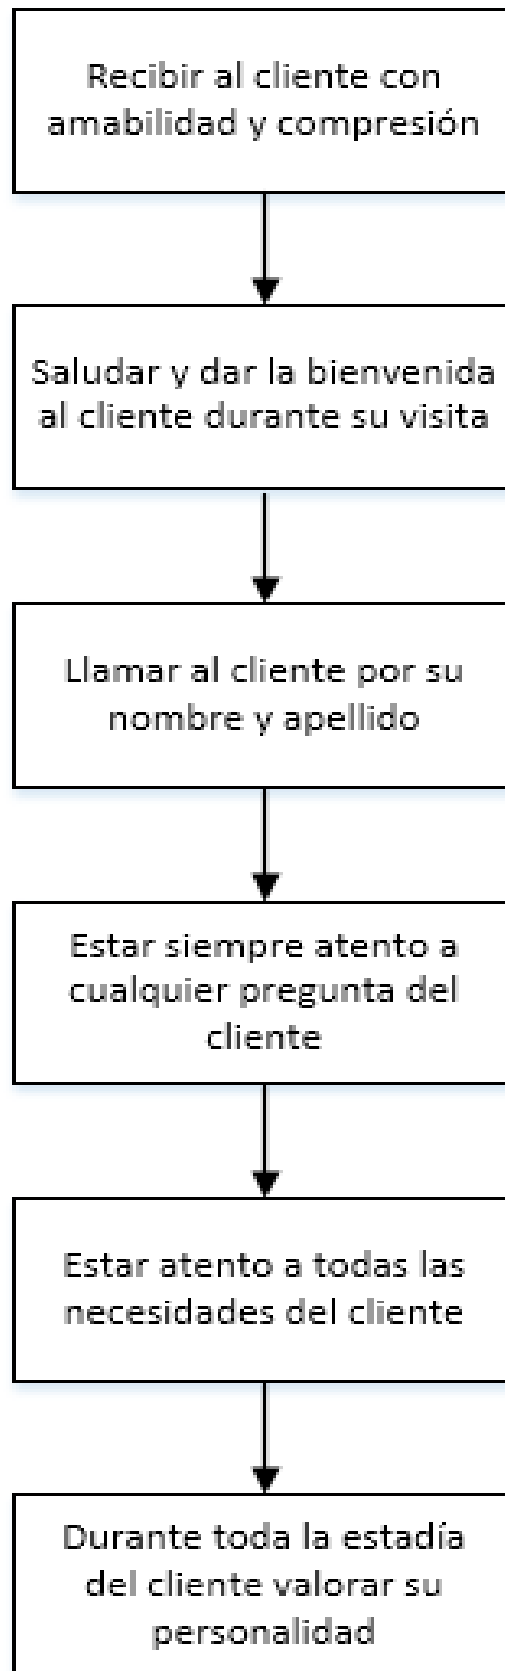 Recibir al cliente con
amabilidad y compresión
Saludar y dar la bienvenida
al cliente durante su visita
Llamar al cliente por su
nombre y apellido
Estar siempre atento a
cualquier pregunta del
cliente
Estar atento a todas las
necesidades del cliente
Durante toda la estadía
del cliente valorar su
personalidad